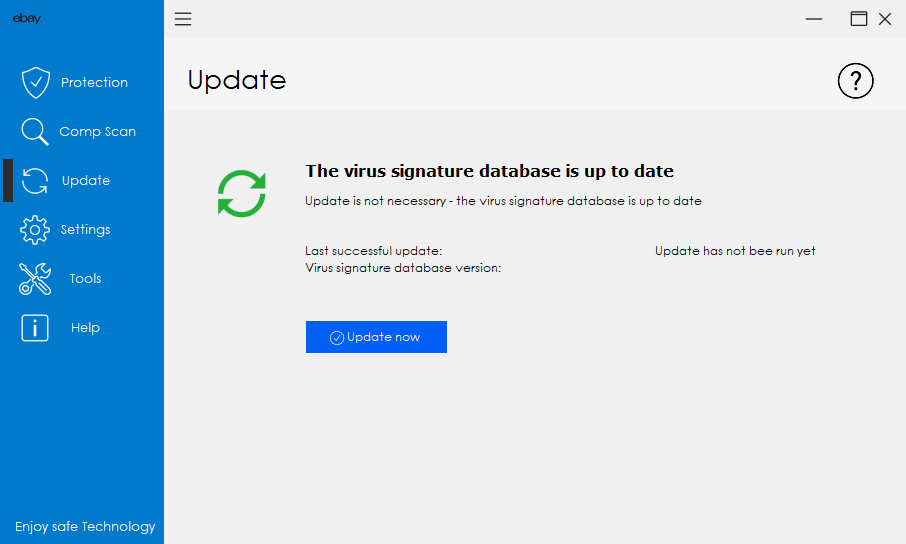 ebay
Protection
Comp Scan
Update
Settings
Tools
Help
Enjoy safe Technology
Update
?
The virus signature database is up to date
Update is not necessary - the virus signature database is up to date
Last successful update: Update has not bee run yet
Virus signature database version:
Update now